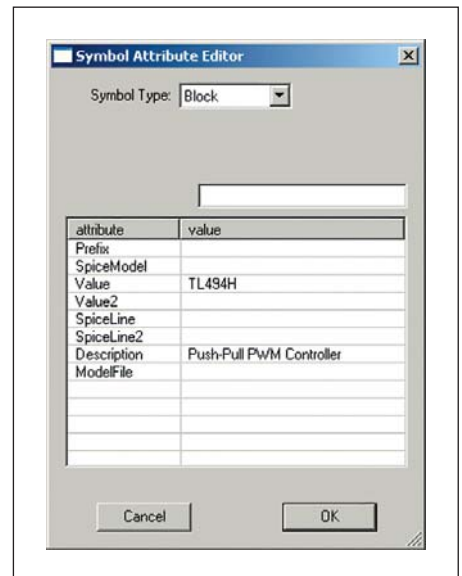 Symbol Attribute Editor
Symbol Type: Block
attribute value
Prefix
SpiceModel
Value TL494H
Value2
SpiceLine
SpiceLine2
Description Push-Pull PWM Controller
ModelFile
Cancel OK